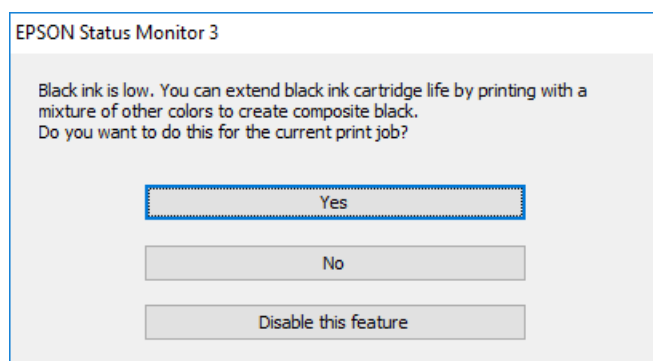 EPSON Status Monitor 3
Black ink is low. You can extend black ink cartridge life by printing with a
mixture of other colors to create composite black.
Do you want to do this for the current print job?
Yes
No
Disable this feature